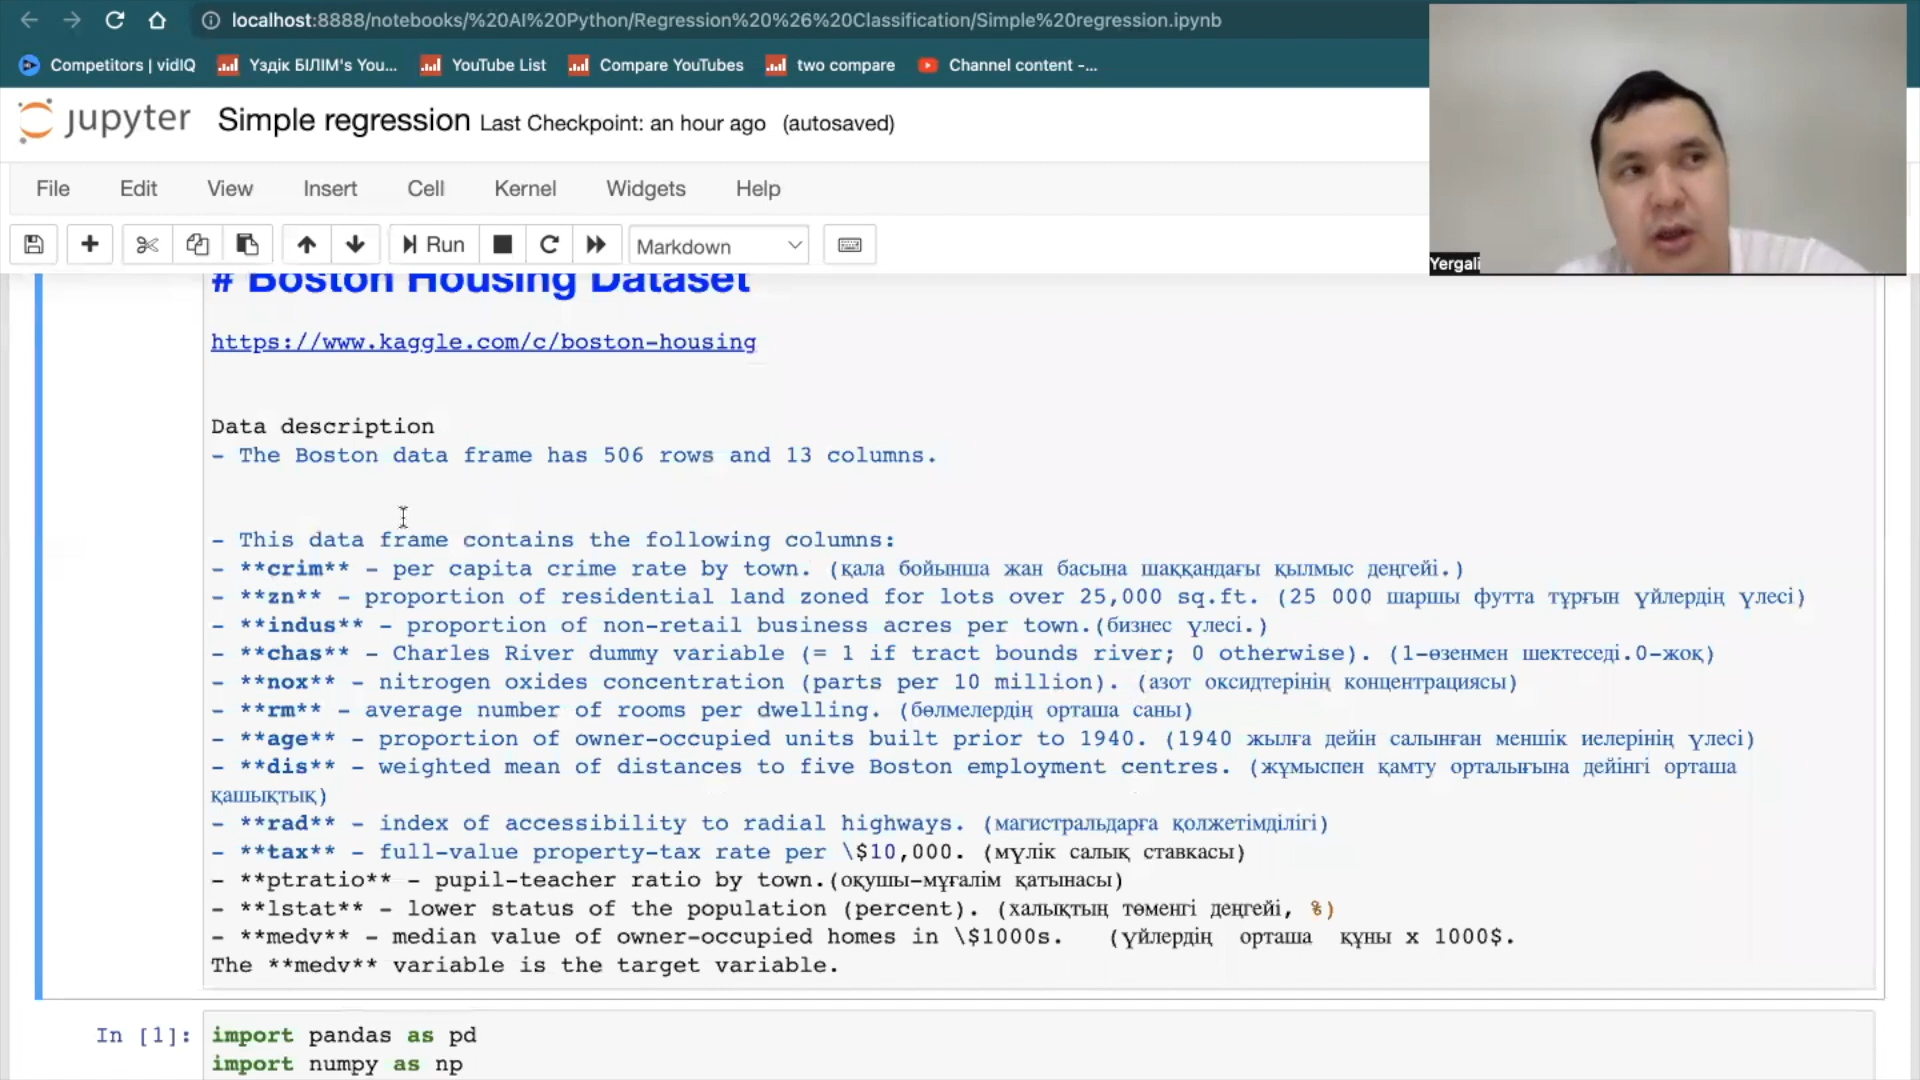 localhost:8888/notebooks/%20AI%20Python/Regression%20%26%20Classification/Simple%20regression.ipynb
Competitors | vidIQ Үздік БІЛІМ's You... YouTube List Compare YouTubes two compare Channel content -...
jupyter Simple regression Last Checkpoint: an hour ago (autosaved)
File Edit View Insert Cell Kernel Widgets Help
Run Markdown
Yergali
# Boston Housing Dataset
https://www.kaggle.com/c/boston-housing
Data description
- The Boston data frame has 506 rows and 13 columns.
- This data frame contains the following columns:
- **crim** - per capita crime rate by town. (қала бойынша жан басына шаққандағы қылмыс деңгейі.)
- **zn** - proportion of residential land zoned for lots over 25,000 sq.ft. (25 000 шаршы футта тұрғын үйлердің үлесі)
- **indus** - proportion of non-retail business acres per town.(бизнес үлесі.)
- **chas** - Charles River dummy variable (= 1 if tract bounds river; 0 otherwise). (1-өзенмен шектеседі.0-жоқ)
- **nox** - nitrogen oxides concentration (parts per 10 million). (азот оксидтерінің концентрациясы)
- **rm** - average number of rooms per dwelling. (бөлмелердің орташа саны)
- **age** - proportion of owner-occupied units built prior to 1940. (1940 жылға дейін салынған меншік иелерінің үлесі)
- **dis** - weighted mean of distances to five Boston employment centres. (жұмыспен қамту орталығына дейінгі орташа
қашықтық)
- **rad** - index of accessibility to radial highways. (магистральдарға қолжетімділігі)
- **tax** - full-value property-tax rate per \$10,000. (мүлік салық ставкасы)
- **ptratio** - pupil-teacher ratio by town.(оқушы-мұғалім қатынасы)
- **lstat** - lower status of the population (percent). (халықтың төменгі деңгейі, %)
- **medv** - median value of owner-occupied homes in \$1000s. (үйлердің орташа құны x 1000$.
The **medv** variable is the target variable.
In [1]: import pandas as pd
import numpy as np